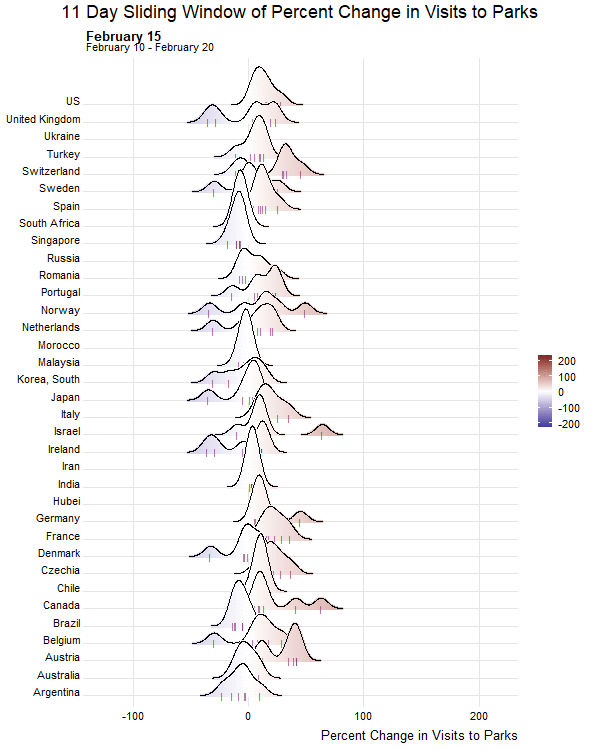 11 Day Sliding Window of Percent Change in Visits to Parks
February 15
February 10 - February 20
US
United Kingdom
Ukraine
Turkey
Switzerland
Sweden
Spain
South Africa
Singapore
Russia
Romania
Portugal
Norway
Netherlands
Morocco
Malaysia
Korea, South
Japan
Italy
Israel
Ireland
Iran
India
Hubei
Germany
France
Denmark
Czechia
Chile
Canada
Brazil
Belgium
Austria
Australia
Argentina
200
100
0
-100
-200
-100 0 100 200
Percent Change in Visits to Parks